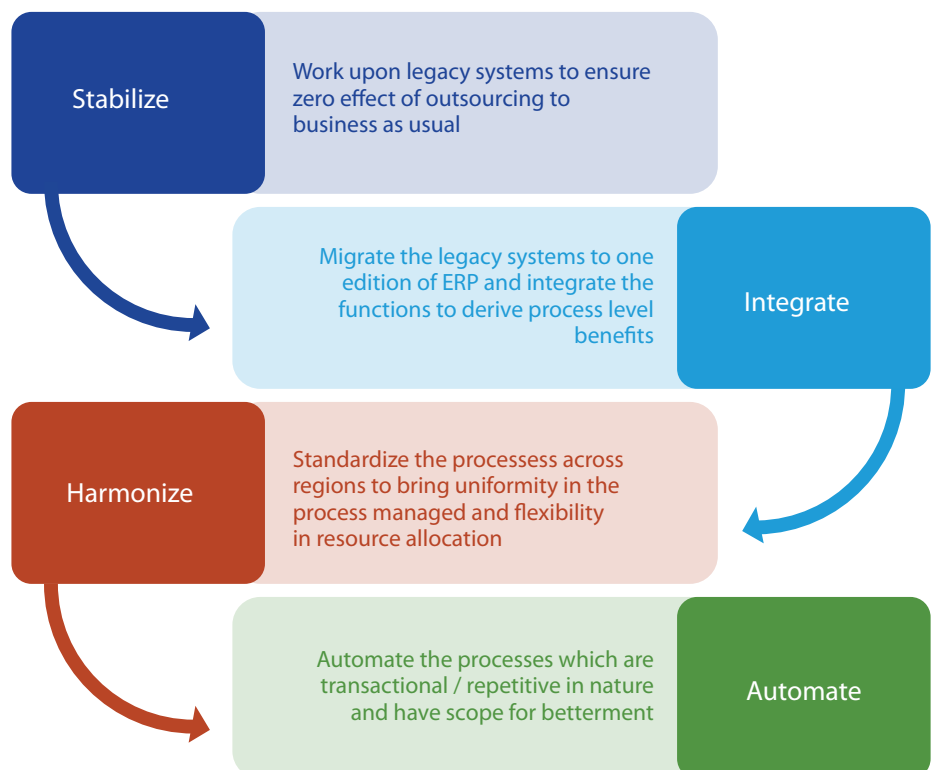 Stabilize
Work upon legacy systems to ensure
zero effect of outsourcing to
business as usual
Migrate the legacy systems to one
edition of ERP and integrate the
functions to derive process level
benefits
Integrate
Harmonize
Standardize the processess across
regions to bring uniformity in the
process managed and flexibility
in resource allocation
Automate the processes which are
transactional / repetitive in nature
and have scope for betterment
Automate